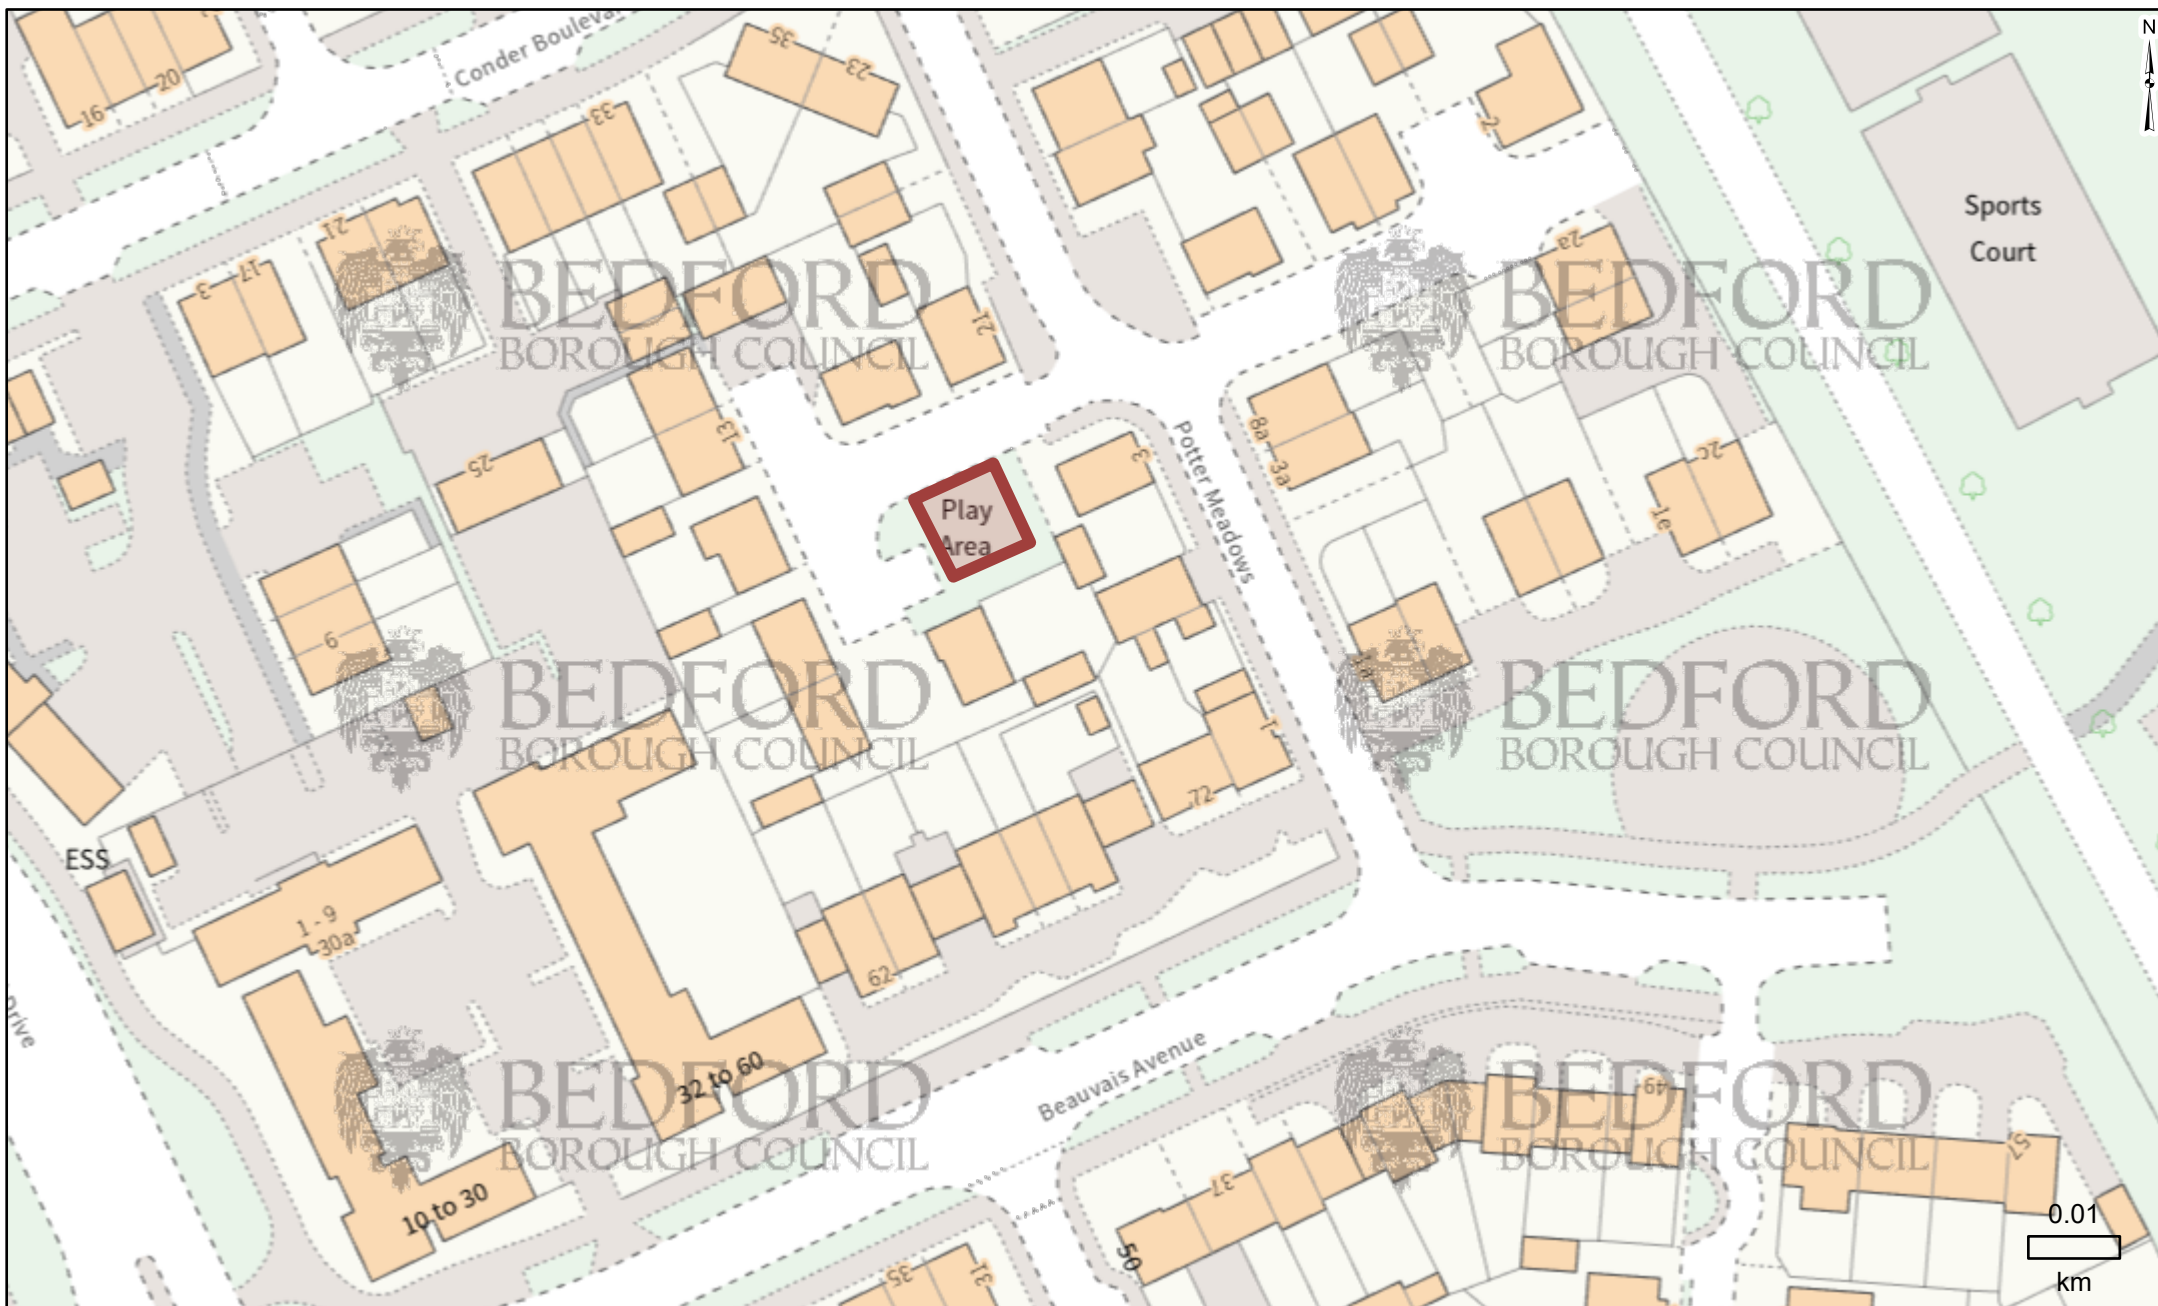 N
35
23
Conder Boulevar
33
20
16
2
Sports
Court
21
2a
17
3
BEDFORD
BOROUGH COUNCIL
BEDFORD
BOROUGH COUNCIL
21
13
8a
3a
3
Potter Meadows
25
2c
Play
Area
1e
6
BEDFORD
BOROUGH COUNCIL
BEDFORD
BOROUGH COUNCIL
1
72
ESS
1 - 9
30a
62
Drive
32 to 60
Beauvais Avenue
BEDFORD
BOROUGH COUNCIL
BEDFORD
BOROUGH COUNCIL
49
57
37
10 to 30
50
35
31
0.01
km